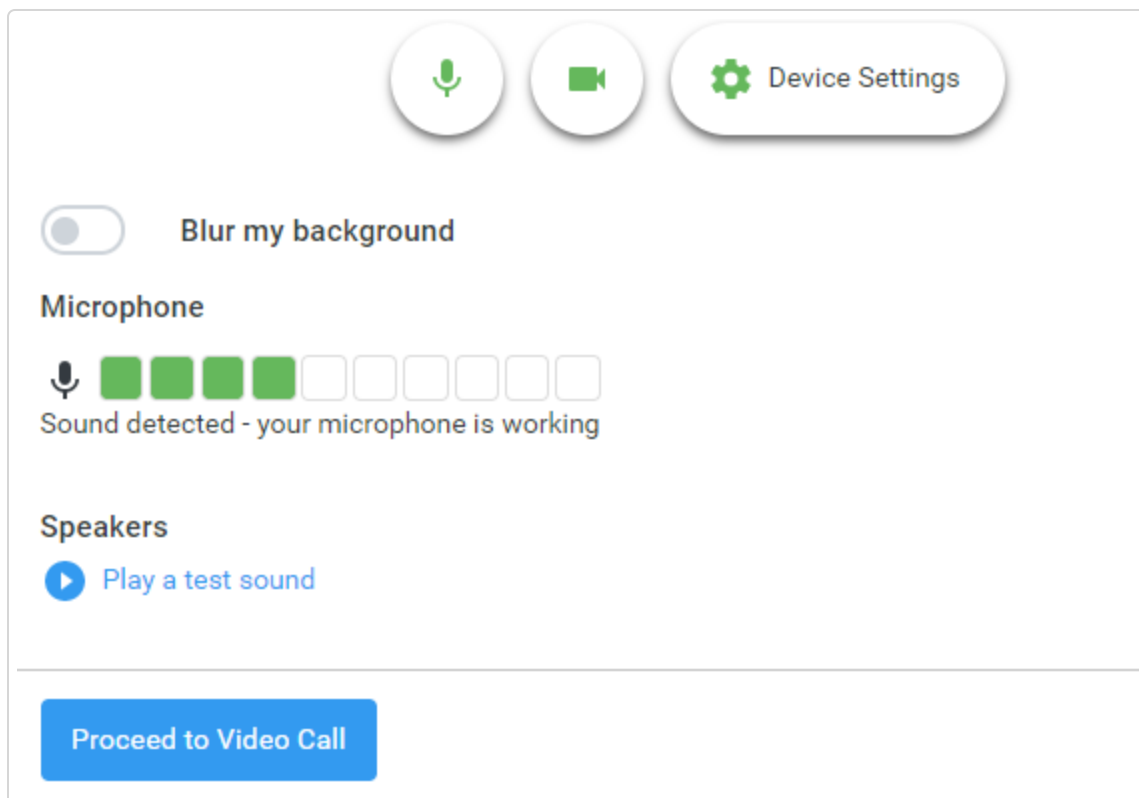 Device Settings
Blur my background
Microphone
Sound detected - your microphone is working
Speakers
Play a test sound
Proceed to Video Call